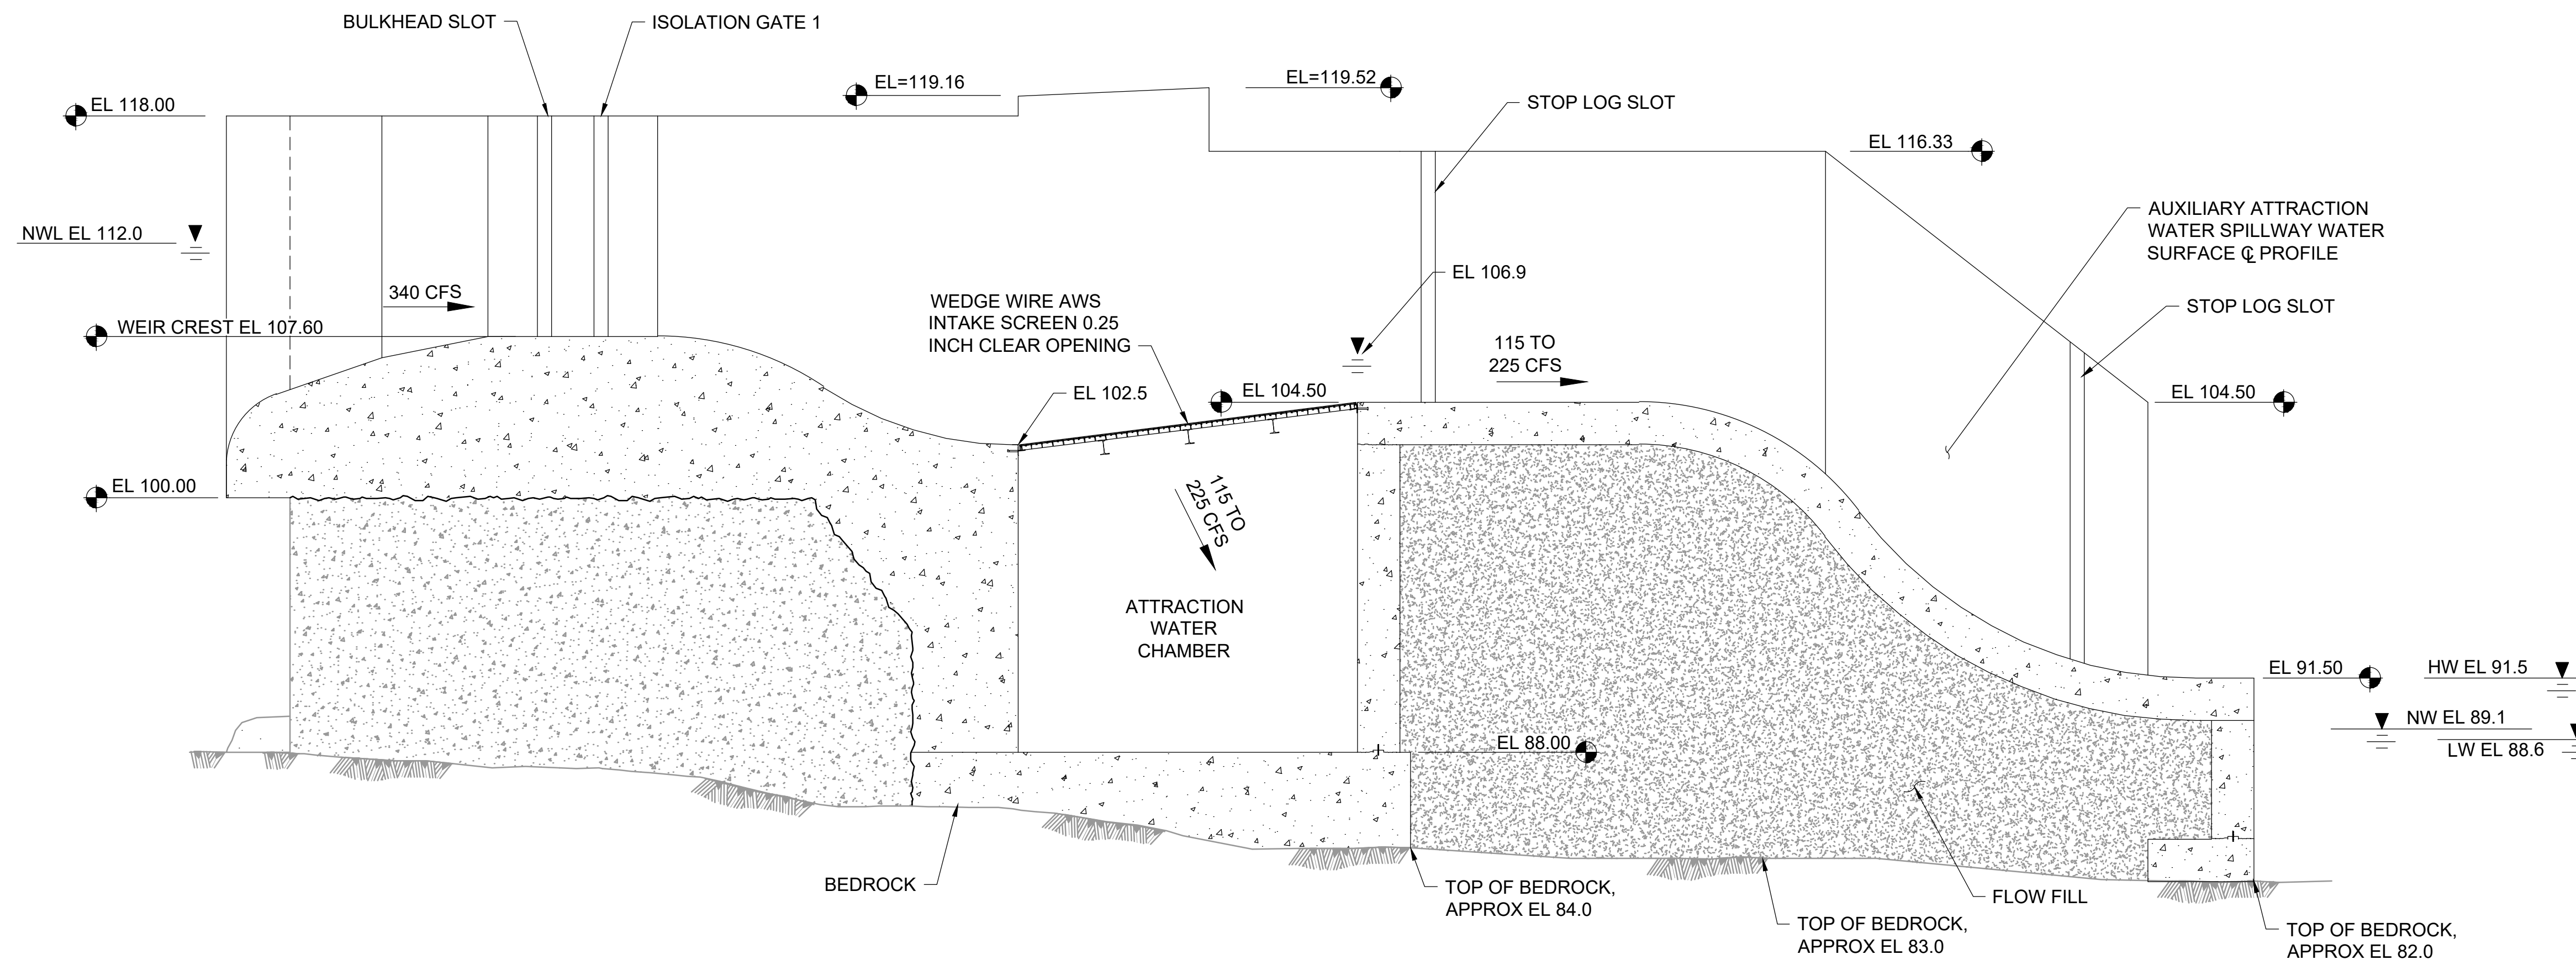 BULKHEAD SLOT
ISOLATION GATE 1
EL 118.00
EL=119.16
EL=119.52
STOP LOG SLOT
EL 116.33
NWL EL 112.0
AUXILIARY ATTRACTION
WATER SPILLWAY WATER
SURFACE ℄ PROFILE
340 CFS
WEIR CREST EL 107.60
WEDGE WIRE AWS
INTAKE SCREEN 0.25
INCH CLEAR OPENING
EL 106.9
STOP LOG SLOT
115 TO
225 CFS
EL 102.5
EL 104.50
EL 104.50
EL 100.00
115 TO
225 CFS
ATTRACTION
WATER
CHAMBER
EL 91.50
HW EL 91.5
NW EL 89.1
LW EL 88.6
EL 88.00
BEDROCK
TOP OF BEDROCK,
APPROX EL 84.0
FLOW FILL
TOP OF BEDROCK,
APPROX EL 83.0
TOP OF BEDROCK,
APPROX EL 82.0